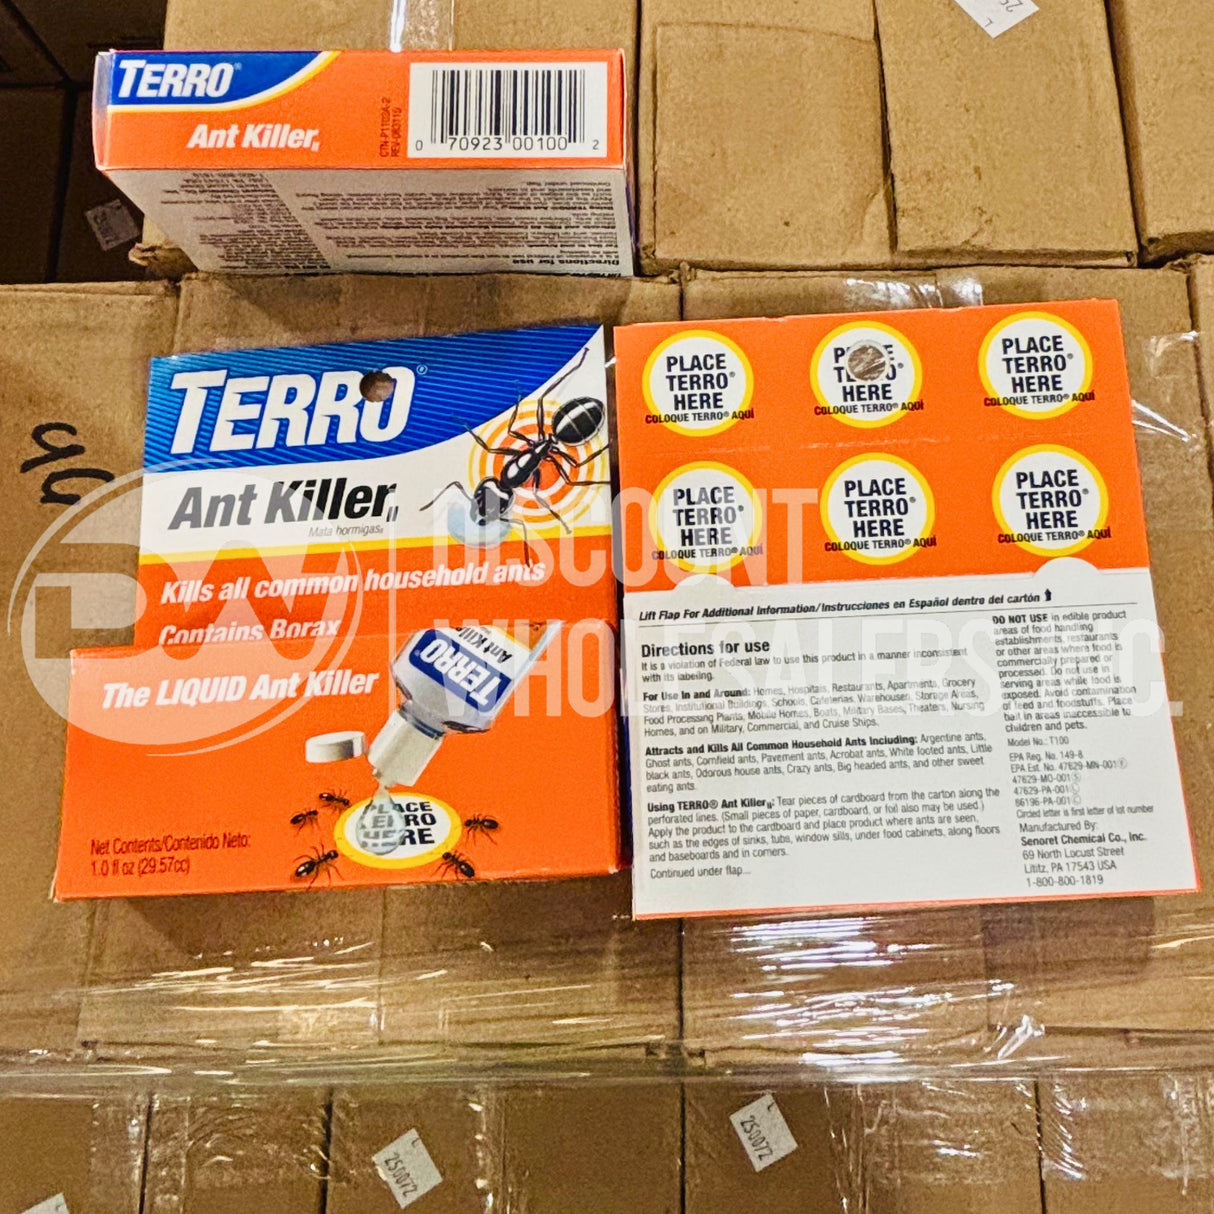 TERRO®
Ant Killer II
CTN-P1100A-2
0 70923 00100 2
TERRO®
Ant Killer II
Mata hormigas II
Kills all common household ants
Contains Borax
The LIQUID Ant Killer
TERRO
Ant Kille
PLACE
TERRO
HERE
Net Contents/Contenido Neto:
1.0 fl oz (29.57cc)
PLACE
TERRO®
HERE
COLOQUE TERRO® AQUÍ
HERE
COLOQUE TERRO® AQUÍ
PLACE
TERRO®
HERE
COLOQUE TERRO® AQUÍ
PLACE
TERRO®
HERE
COLOQUE TERRO® AQUÍ
PLACE
TERRO®
HERE
COLOQUE TERRO® AQUÍ
PLACE
TERRO®
HERE
COLOQUE TERRO® AQUÍ
Lift Flap For Additional Information/Instrucciones en Español dentro del cartón
Directions for use
It is a violation of Federal law to use this product in a manner inconsistent
with its labeling.
For Use In and Around: Homes, Hospitals, Restaurants, Apartments, Grocery
Stores, Institutional Buildings, Schools, Cafeterias, Warehouses, Storage Areas,
Food Processing Plants, Mobile Homes, Boats, Military Bases, Theaters, Nursing
Homes, and on Military, Commercial, and Cruise Ships.
Attracts and Kills All Common Household Ants Including: Argentine ants,
Ghost ants, Cornfield ants, Pavement ants, Acrobat ants, White footed ants, Little
black ants, Odorous house ants, Crazy ants, Big headed ants, and other sweet
eating ants.
Using TERRO® Ant Killer II: Tear pieces of cardboard from the carton along the
perforated lines. (Small pieces of paper, cardboard, or foil also may be used.)
Apply the product to the cardboard and place product where ants are seen,
such as the edges of sinks, tubs, window sills, under food cabinets, along floors
and baseboards and in corners.
Continued under flap...
DO NOT USE in edible product
areas of food handling
establishments, restaurants
or other areas where food is
commercially prepared or
processed. Do not use in
serving areas while food is
exposed. Avoid contamination
of feed and foodstuffs. Place
bait in areas inaccessible to
children and pets.
Model No.: T100
EPA Reg. No. 149-8
EPA Est. No. 47629-MN-001
47629-MO-001
47629-PA-001
86196-PA-001
Circled letter is first letter of lot number
Manufactured By:
Senoret Chemical Co., Inc.
69 North Locust Street
Lititz, PA 17543 USA
1-800-800-1819
DISCOUNT
WHOLESALERS INC.
DW
L
250072
L
250072